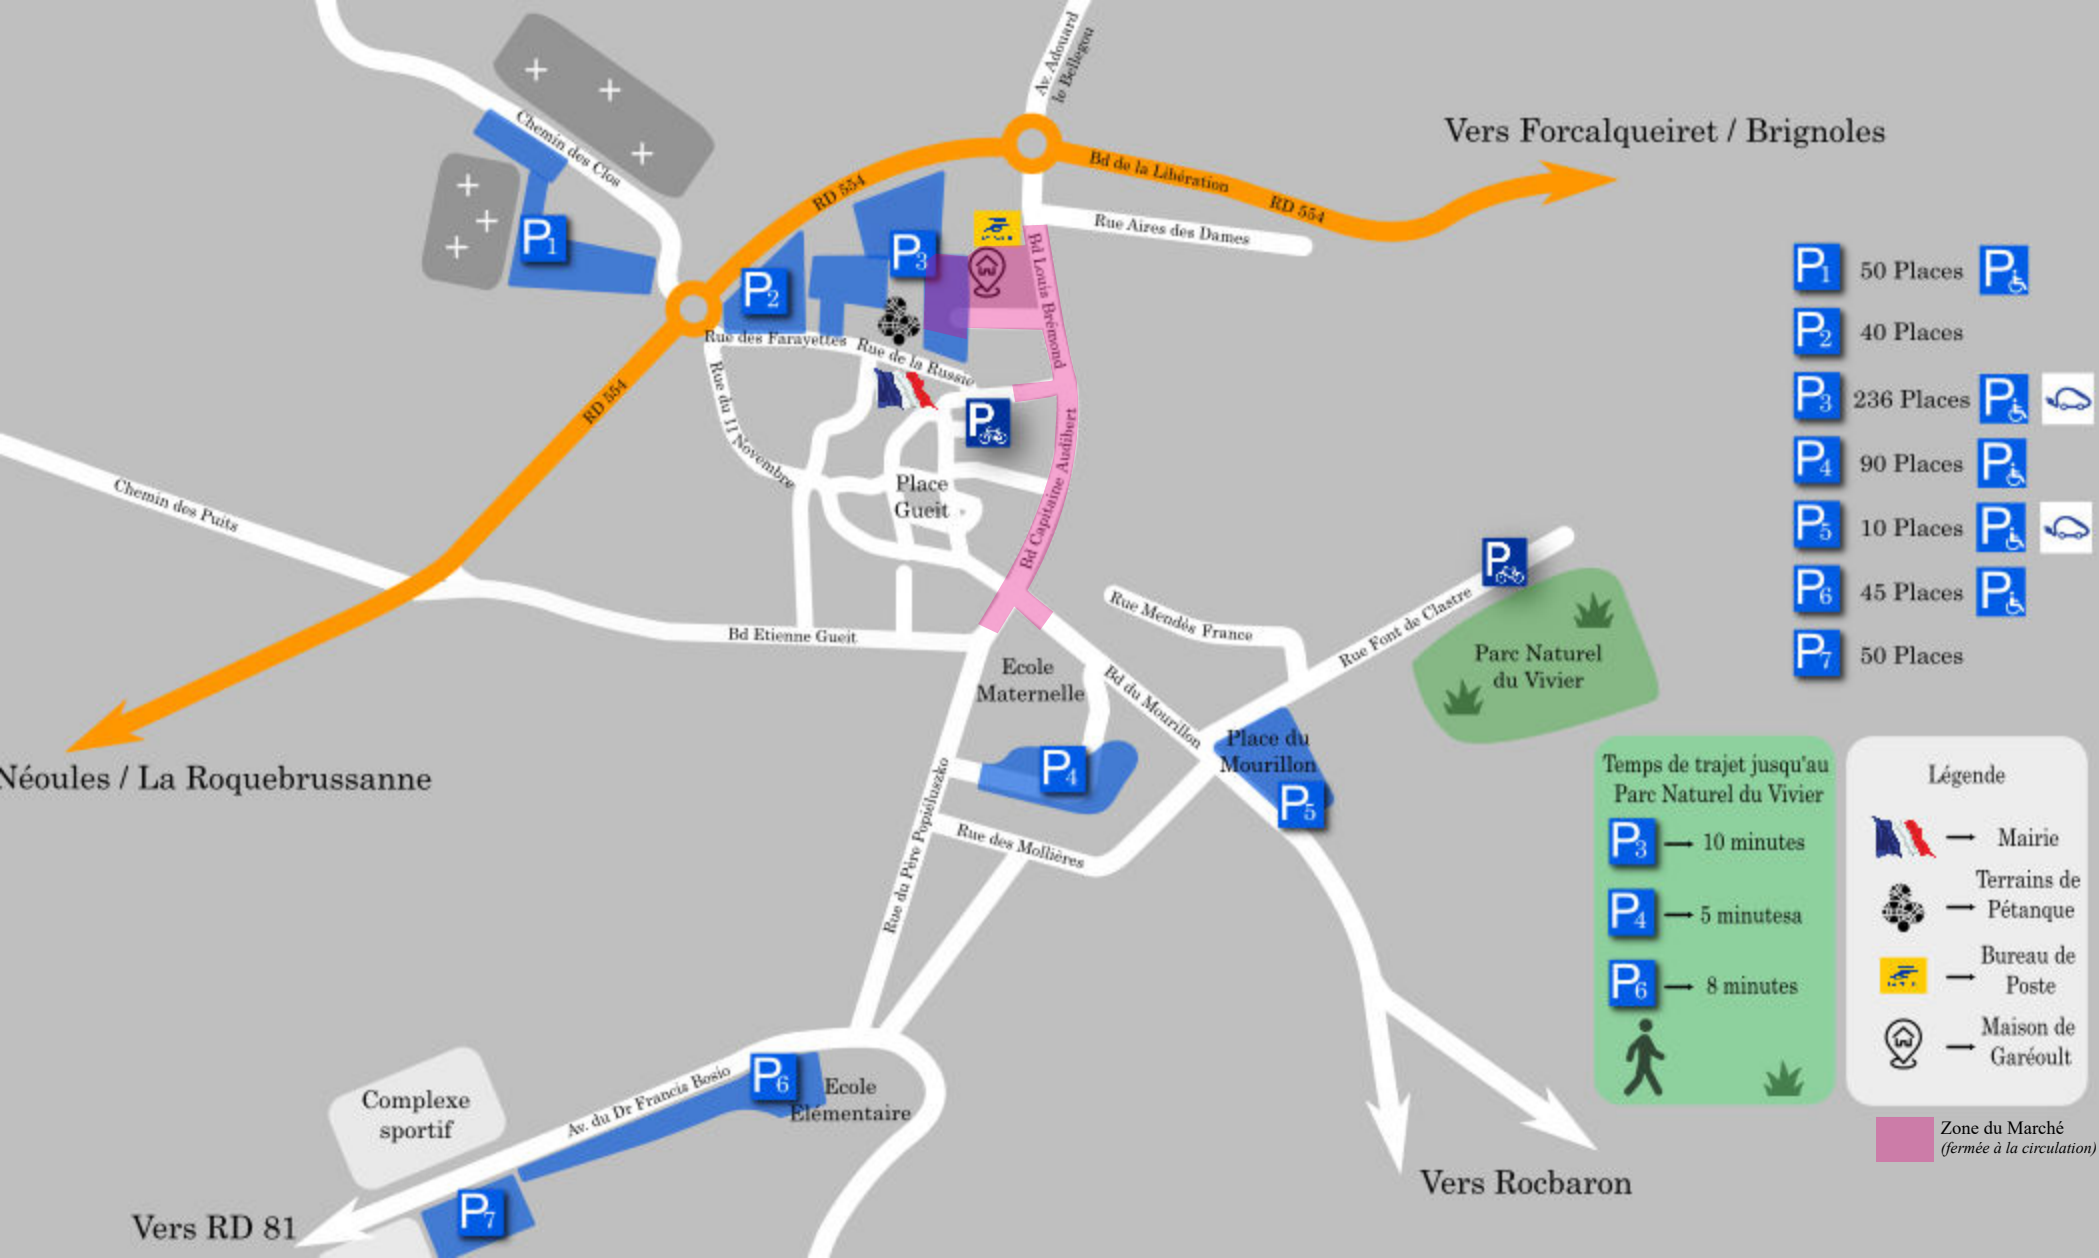 Av. Adouard
le Bellegou
Chemin des Clos
Vers Forcalqueiret / Brignoles
Bd de la Libération
RD 554
RD 554
Rue Aires des Dames
P1
P3
P2
Bd Louis Brémond
Rue des Farayettes
Rue de la Russie
RD 554
Rue du 11 Novembre
P
Bd Capitaine Audibert
Place
Gueit
Chemin des Puits
P
Rue Mendès France
Rue Font de Clastre
Bd Etienne Gueit
Parc Naturel
du Vivier
Ecole
Maternelle
Bd du Mourillon
Place du
Mourillon
P4
P5
Néoules / La Roquebrussanne
Rue du Père Popiéluszko
Rue des Mollières
P6
Ecole
Elémentaire
Av. du Dr Francis Bosio
Complexe
sportif
P7
Vers RD 81
Vers Rocbaron
P1 50 Places P
P2 40 Places
P3 236 Places P
P4 90 Places P
P5 10 Places P
P6 45 Places P
P7 50 Places
Temps de trajet jusqu'au
Parc Naturel du Vivier
P3 → 10 minutes
P4 → 5 minutesa
P6 → 8 minutes
Légende
→ Mairie
Terrains de
→ Pétanque
Bureau de
→ Poste
Maison de
→ Garéoult
Zone du Marché
(fermée à la circulation)